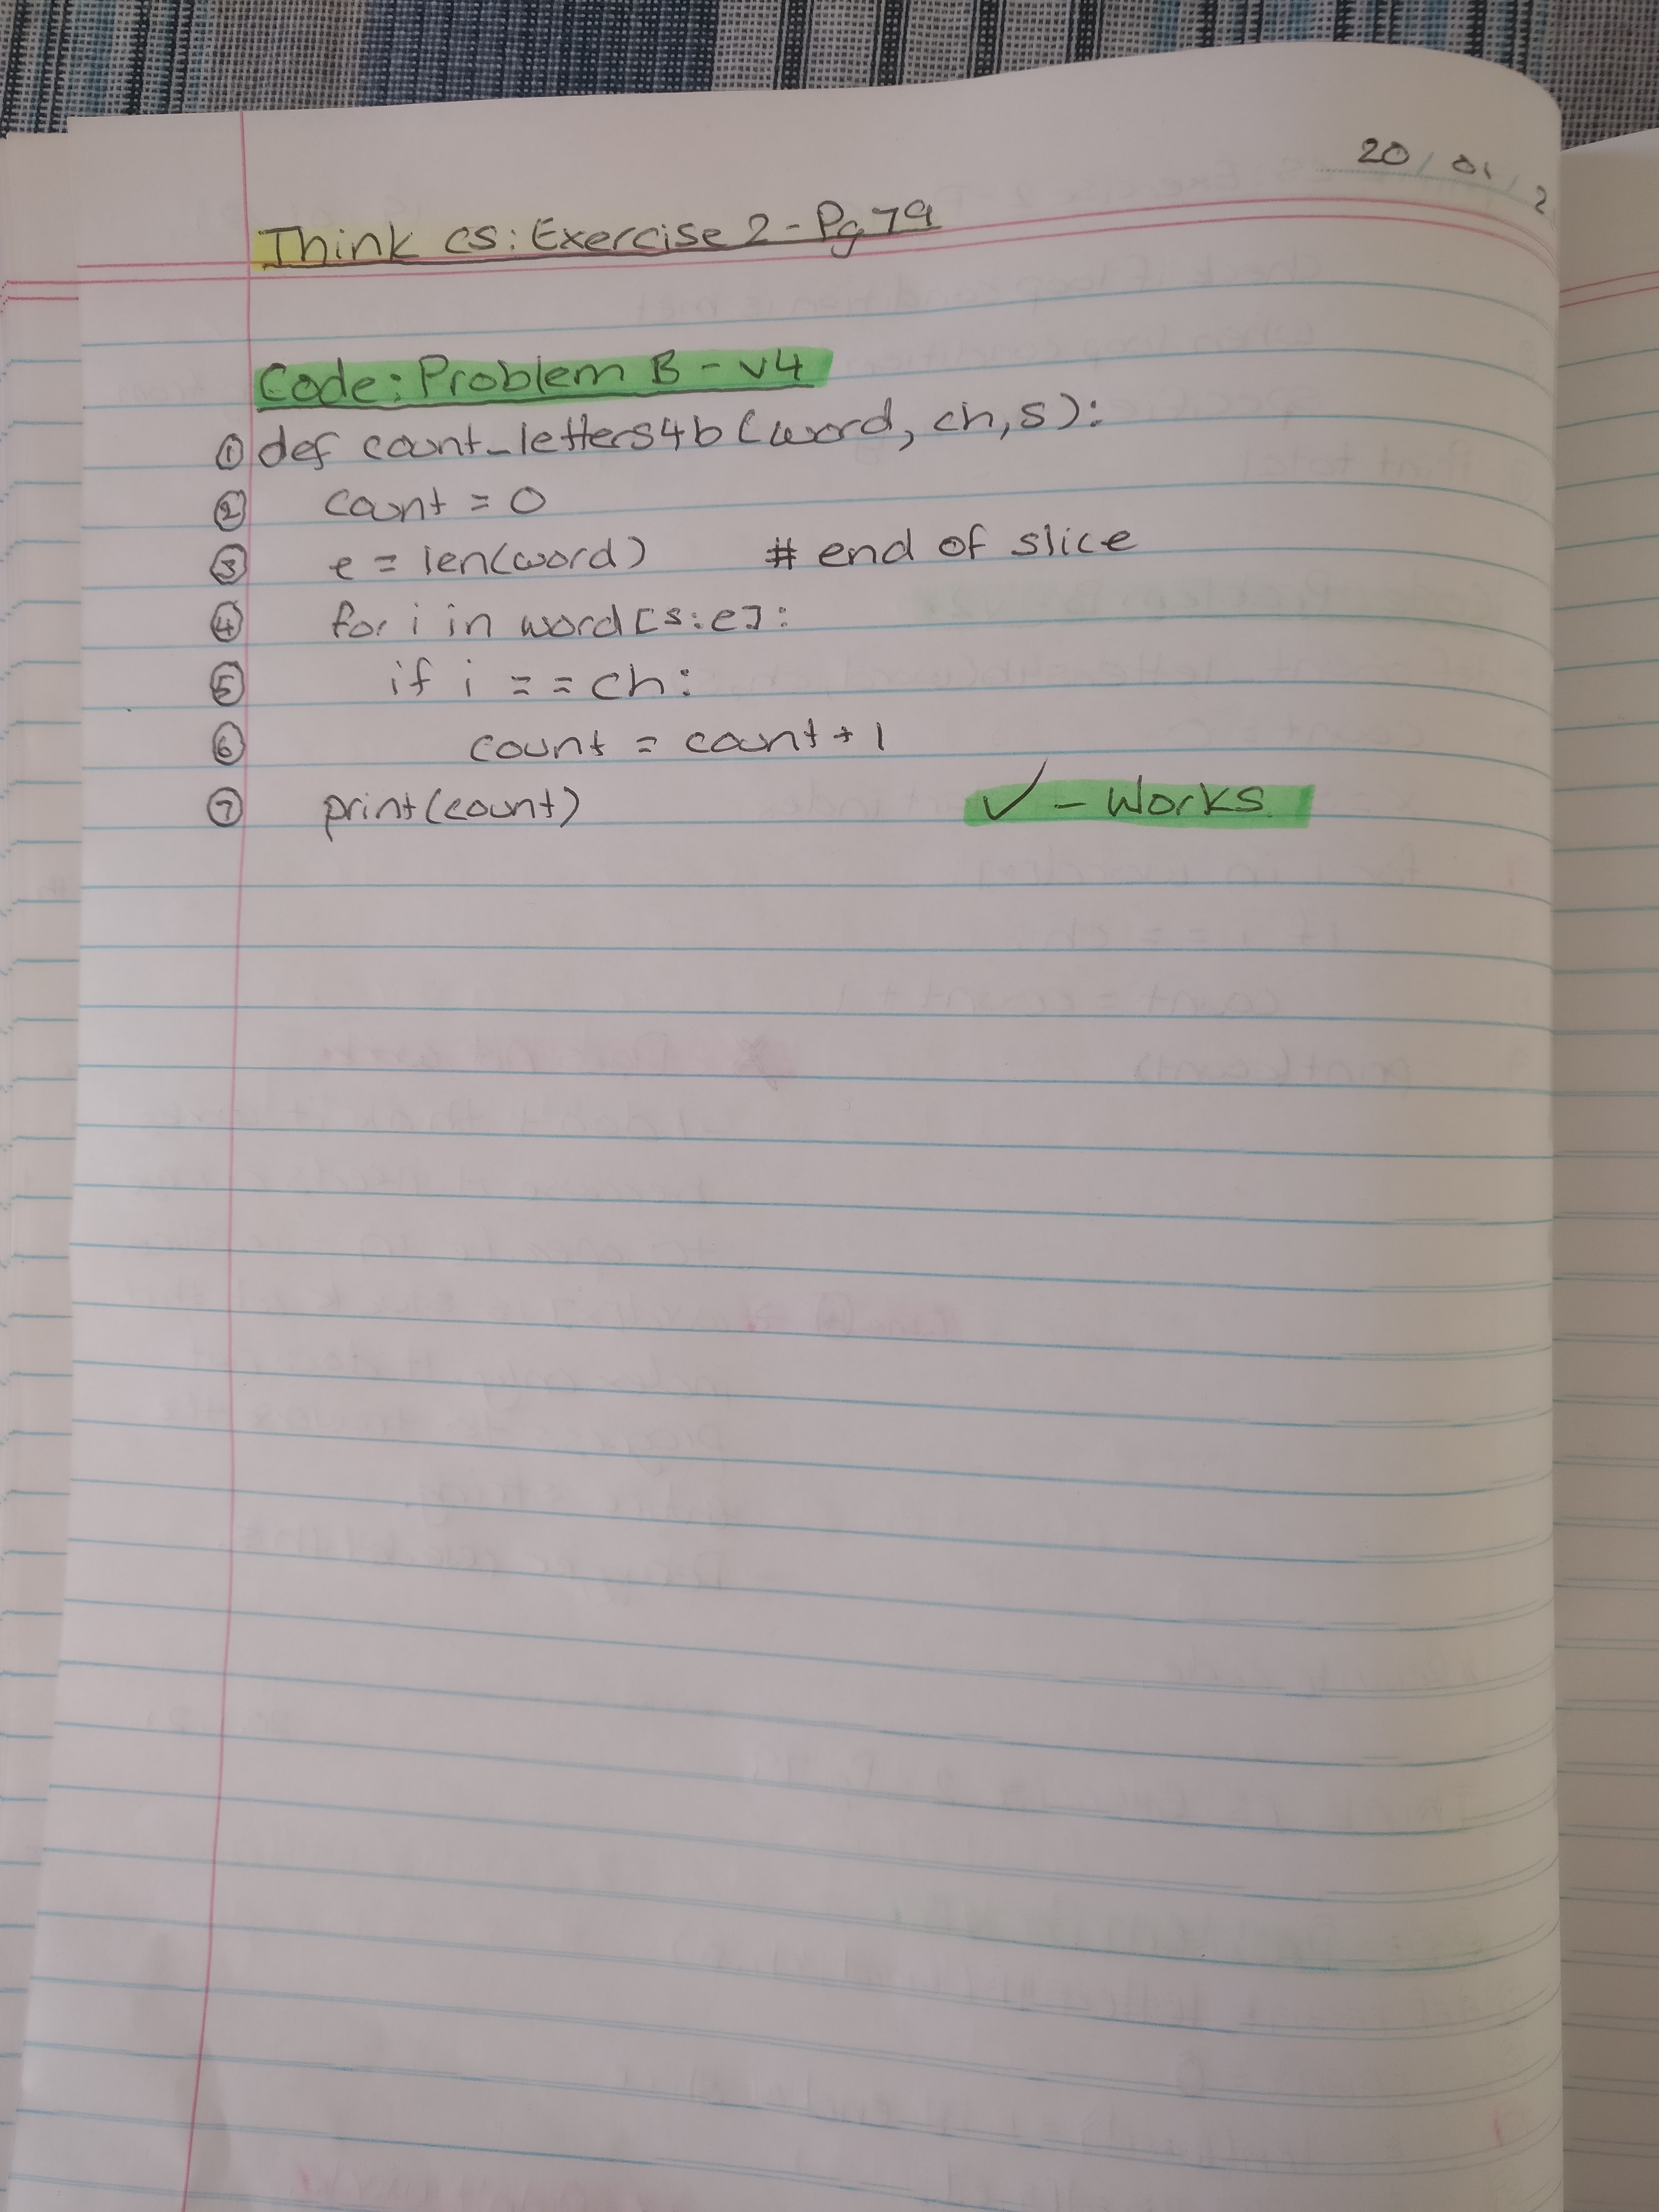 20/01/2
Think CS: Exercise 2 - Pg 79
Code: Problem B - v4
① def count_letters4b(word, ch, s):
② count = 0
③ e = len(word) # end of slice
④ for i in word[s:e]:
⑤ if i == ch:
⑥ count = count + 1
⑦ print(count) ✓ - Works.